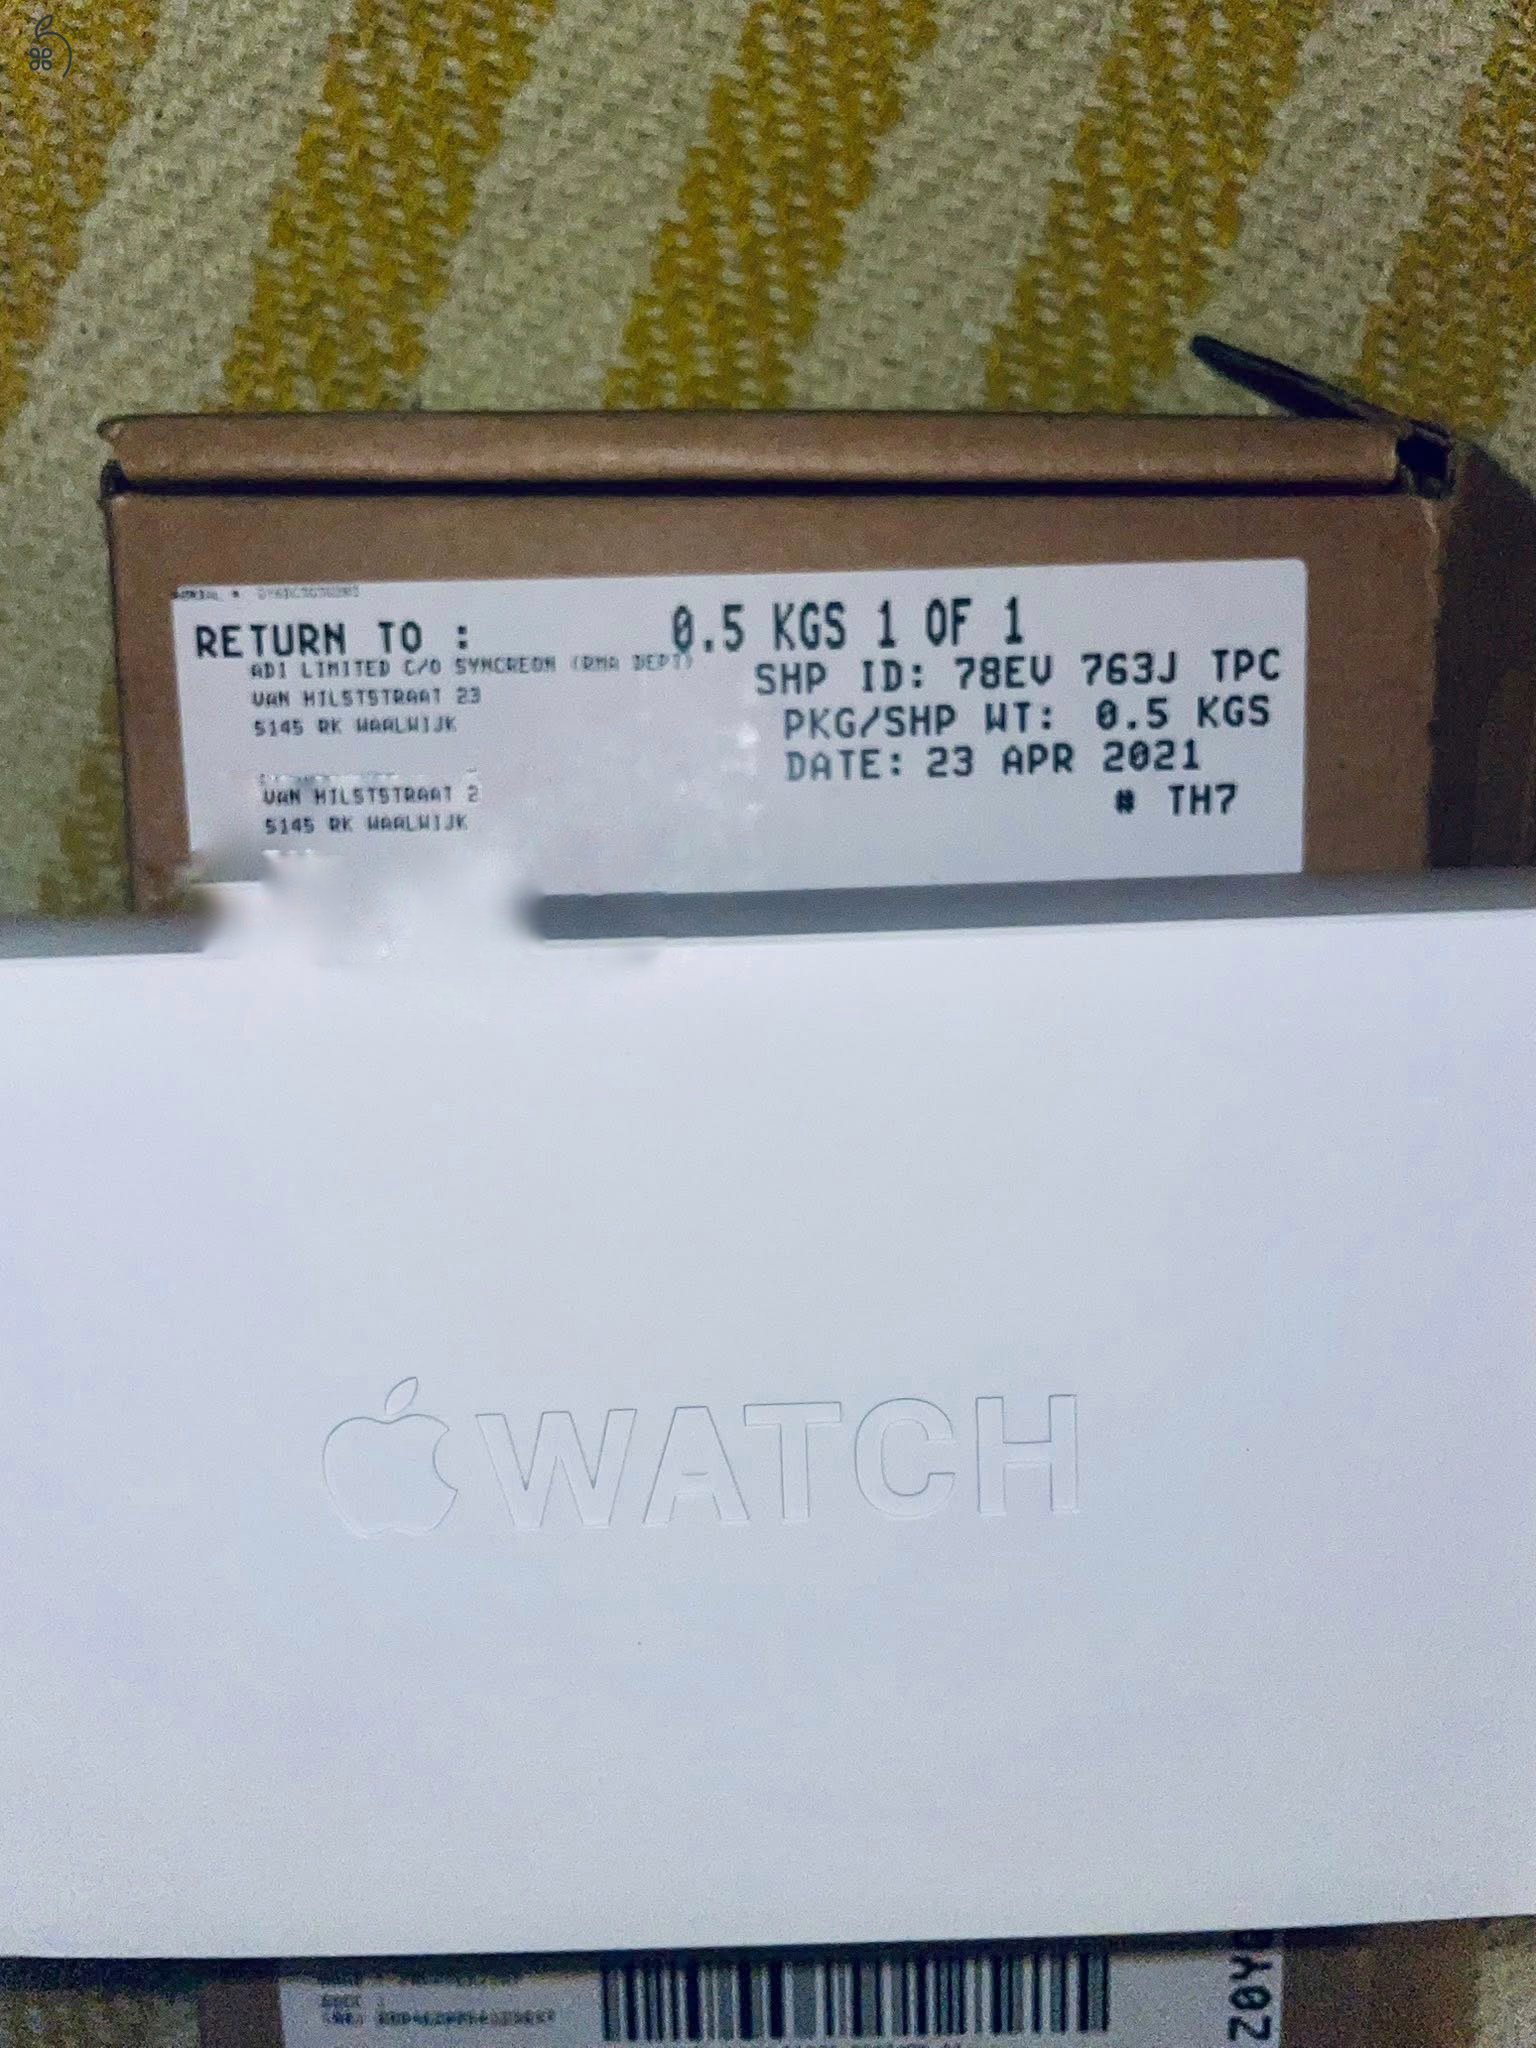 RETURN TO :
ADI LIMITED C/O SYNCREON (RMA DEPT)
VAN HILSTSTRAAT 23
5145 RK WAALWIJK
VAN HILSTSTRAAT 2
5145 RK WAALWIJK
0.5 KGS 1 OF 1
SHP ID: 78EV 763J TPC
PKG/SHP WT: 0.5 KGS
DATE: 23 APR 2021
# TH7
WATCH